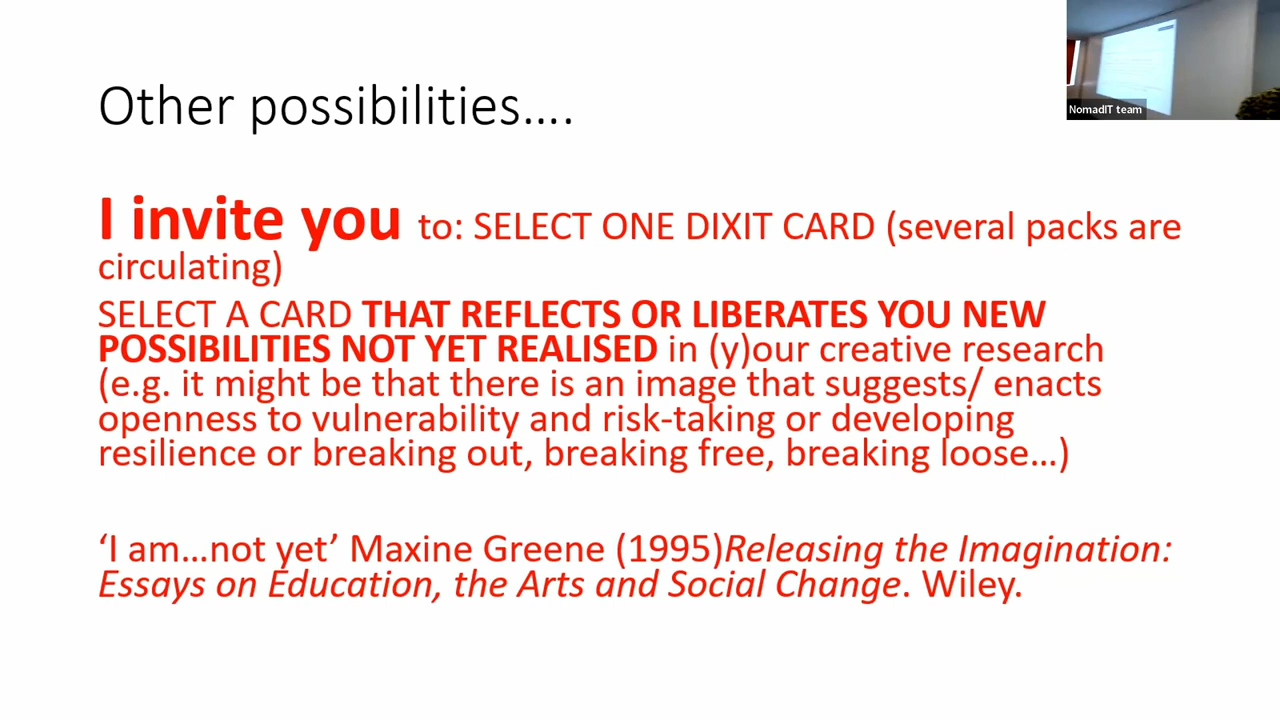 Other possibilities....
I invite you to: SELECT ONE DIXIT CARD (several packs are
circulating)
SELECT A CARD THAT REFLECTS OR LIBERATES YOU NEW
POSSIBILITIES NOT YET REALISED in (y)our creative research
(e.g. it might be that there is an image that suggests/ enacts
openness to vulnerability and risk-taking or developing
resilience or breaking out, breaking free, breaking loose…)
‘I am…not yet’ Maxine Greene (1995)Releasing the Imagination:
Essays on Education, the Arts and Social Change. Wiley.
NomadIT team